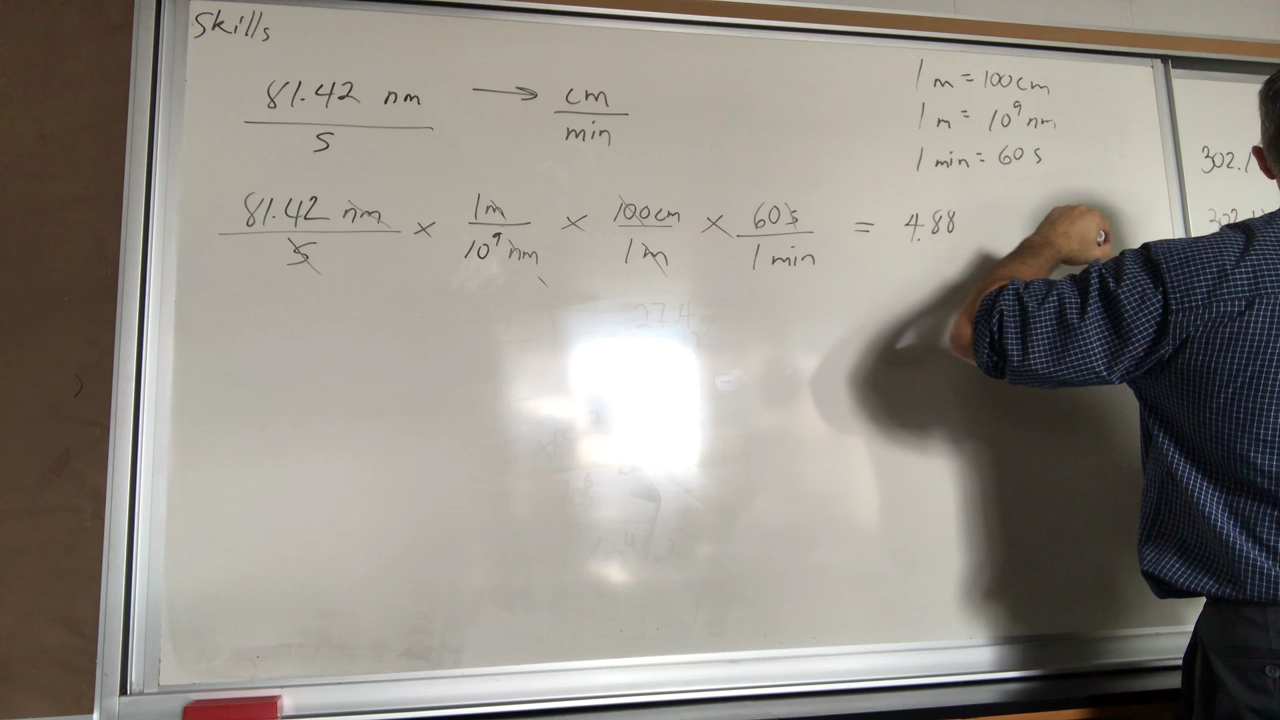 Skills
81.42 nm → cm
s min
1 m = 100 cm
1 m = 10⁹ nm
1 min = 60 s
81.42 nm × 1 m × 100 cm × 60 s = 4.88
s 10⁹ nm 1 m 1 min
302.1